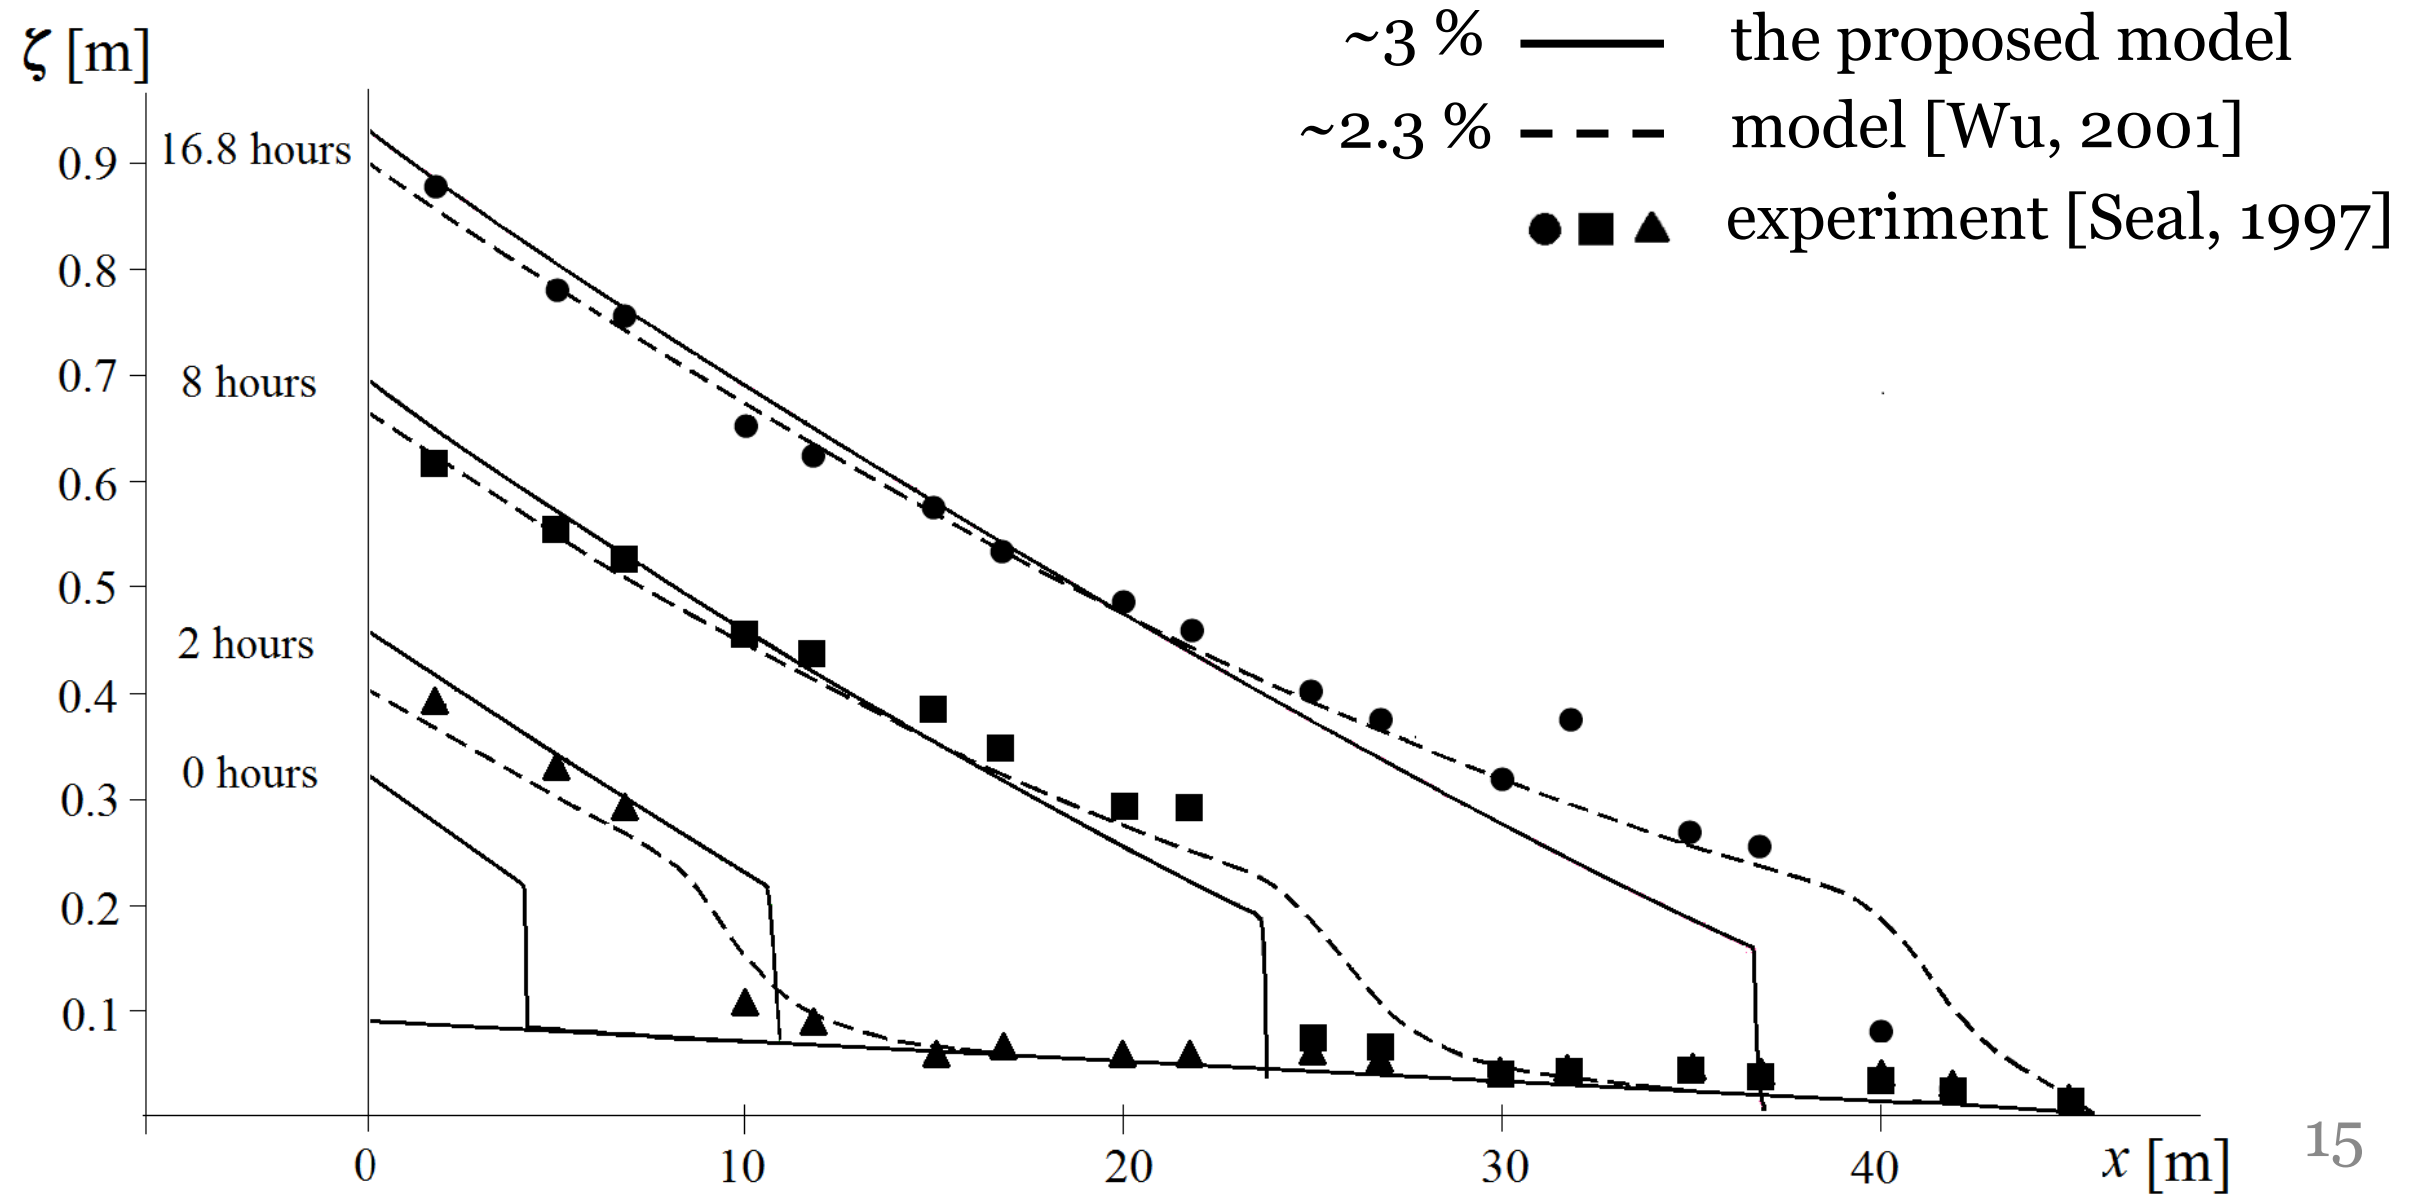 ζ [m]
~3 % the proposed model
~2.3 % model [Wu, 2001]
experiment [Seal, 1997]
16.8 hours
0.9
0.8
0.7
8 hours
0.6
0.5
2 hours
0.4
0 hours
0.3
0.2
0.1
0 10 20 30 40 x [m]
15